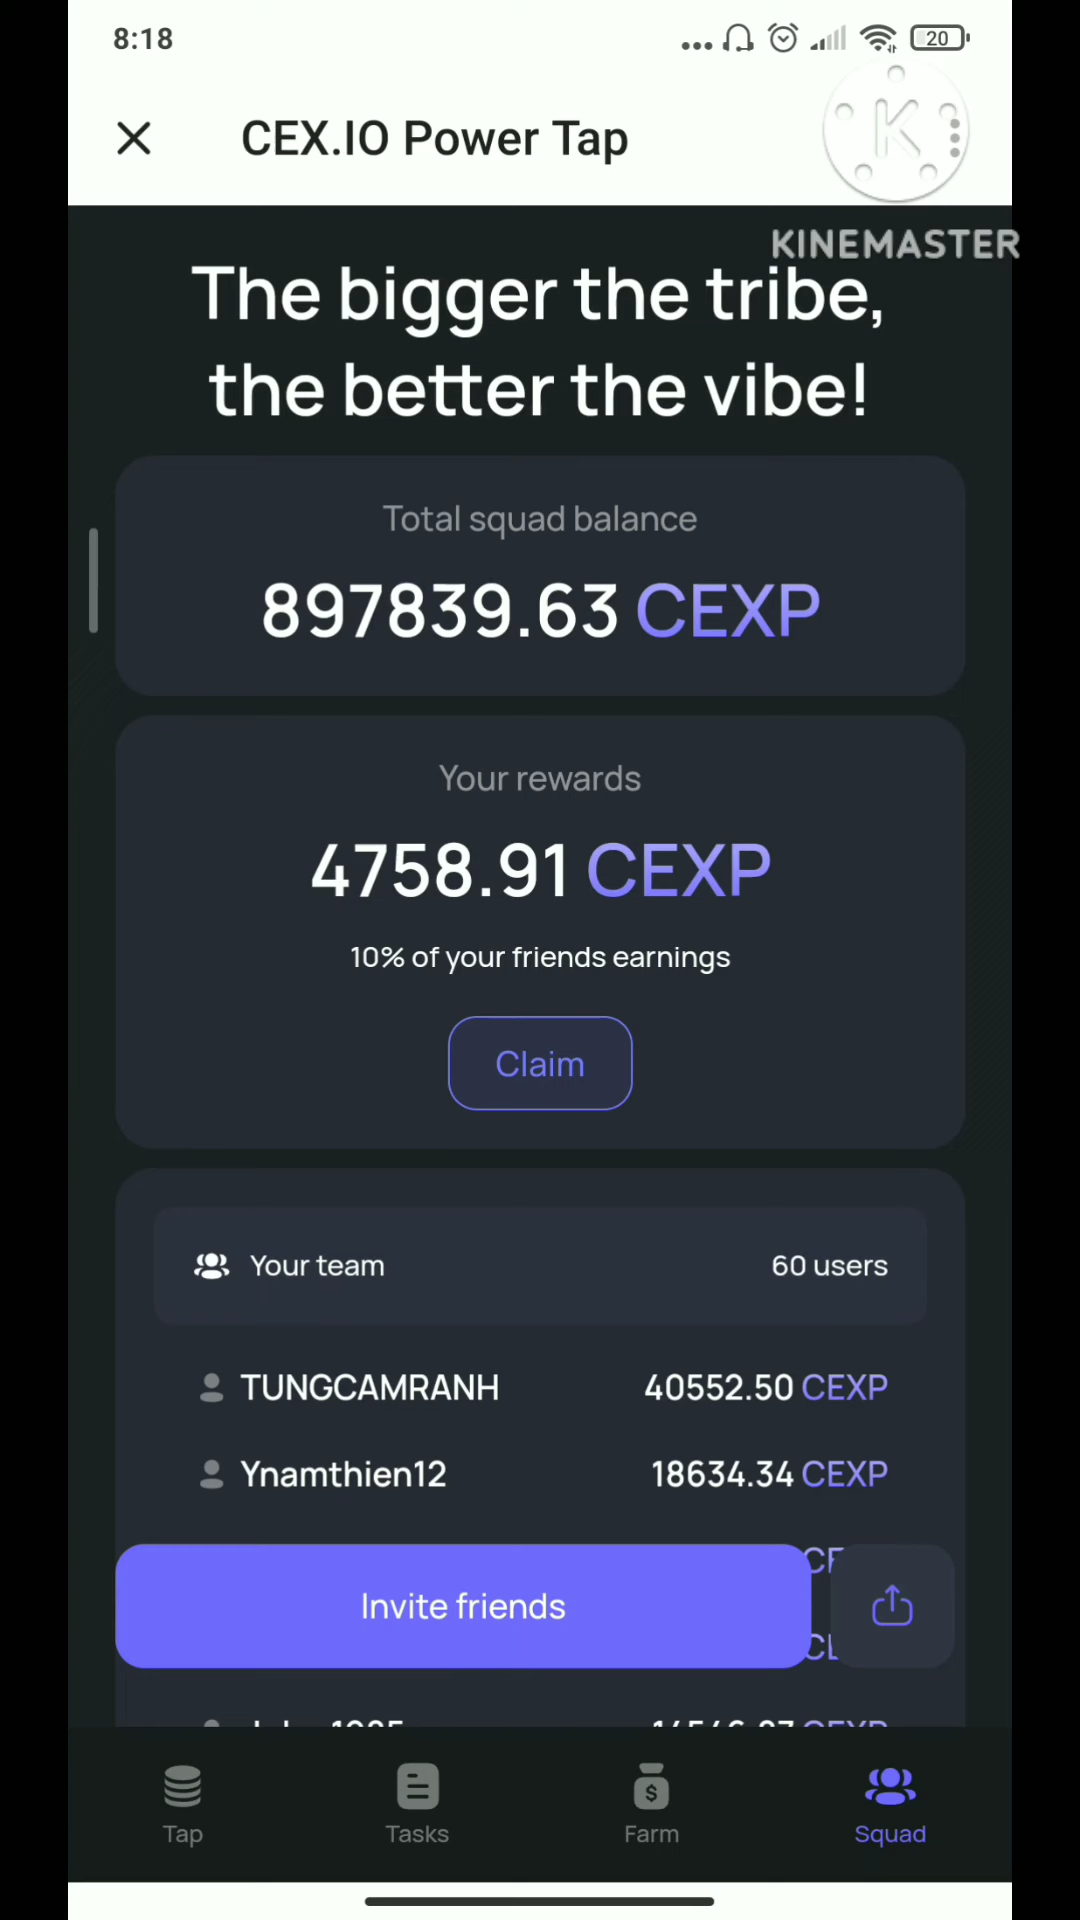 8:18
20
CEX.IO Power Tap
K
KINEMASTER
The bigger the tribe,
the better the vibe!
Total squad balance
897839.63 CEXP
Your rewards
4758.91 CEXP
10% of your friends earnings
Claim
Your team 60 users
TUNGCAMRANH 40552.50 CEXP
Ynamthien12 18634.34 CEXP
Invite friends
Tap Tasks Farm Squad